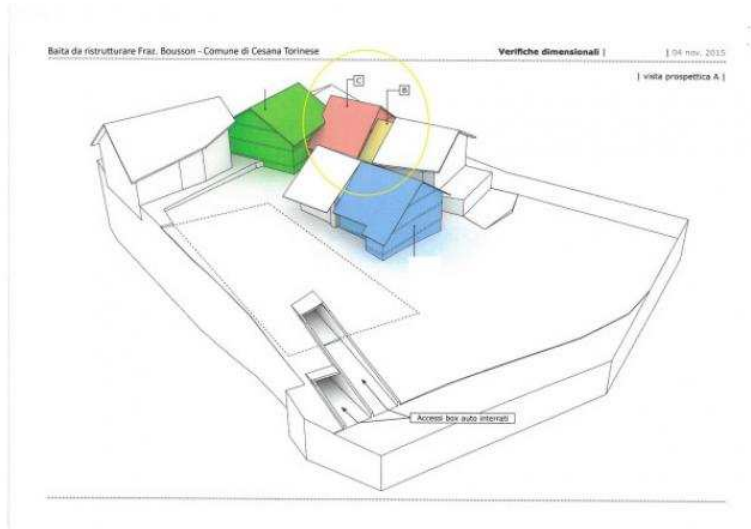 Baita da ristrutturare Fraz. Bousson - Comune di Cesana Torinese
Verifiche dimensionali |
| 04 nov. 2015
| vista prospettica A |
C
B
Accessi box auto interrati